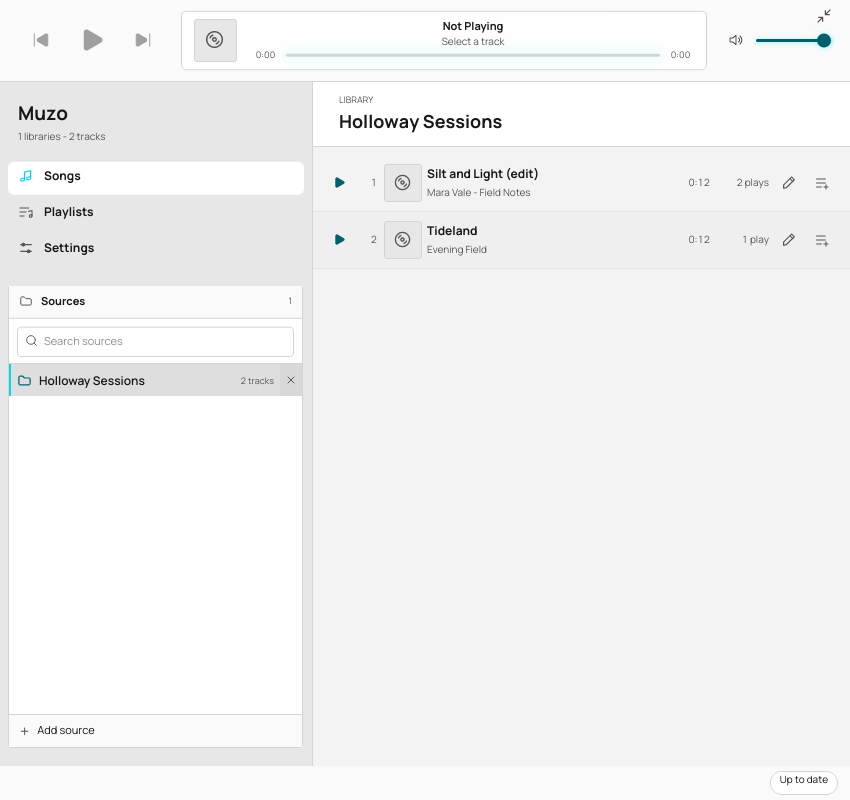 Not Playing
Select a track
0:00
0:00
Muzo
1 libraries - 2 tracks
Songs
Playlists
Settings
Sources
1
Search sources
Holloway Sessions
2 tracks
Add source
LIBRARY
Holloway Sessions
1
Silt and Light (edit)
Mara Vale - Field Notes
0:12
2 plays
2
Tideland
Evening Field
0:12
1 play
Up to date